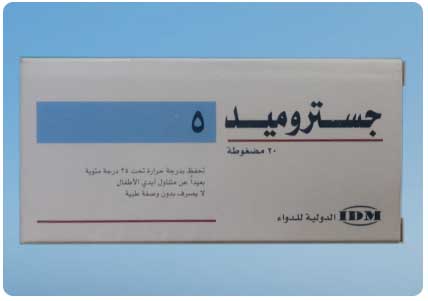 جستروميد ٥
٢٠ مضغوطة
تحفظ بدرجة حرارة تحت ٢٥ درجة مئوية
بعيداً عن متناول أيدي الأطفال
لا يصرف بدون وصفة طبية
IDM الدولية للدواء